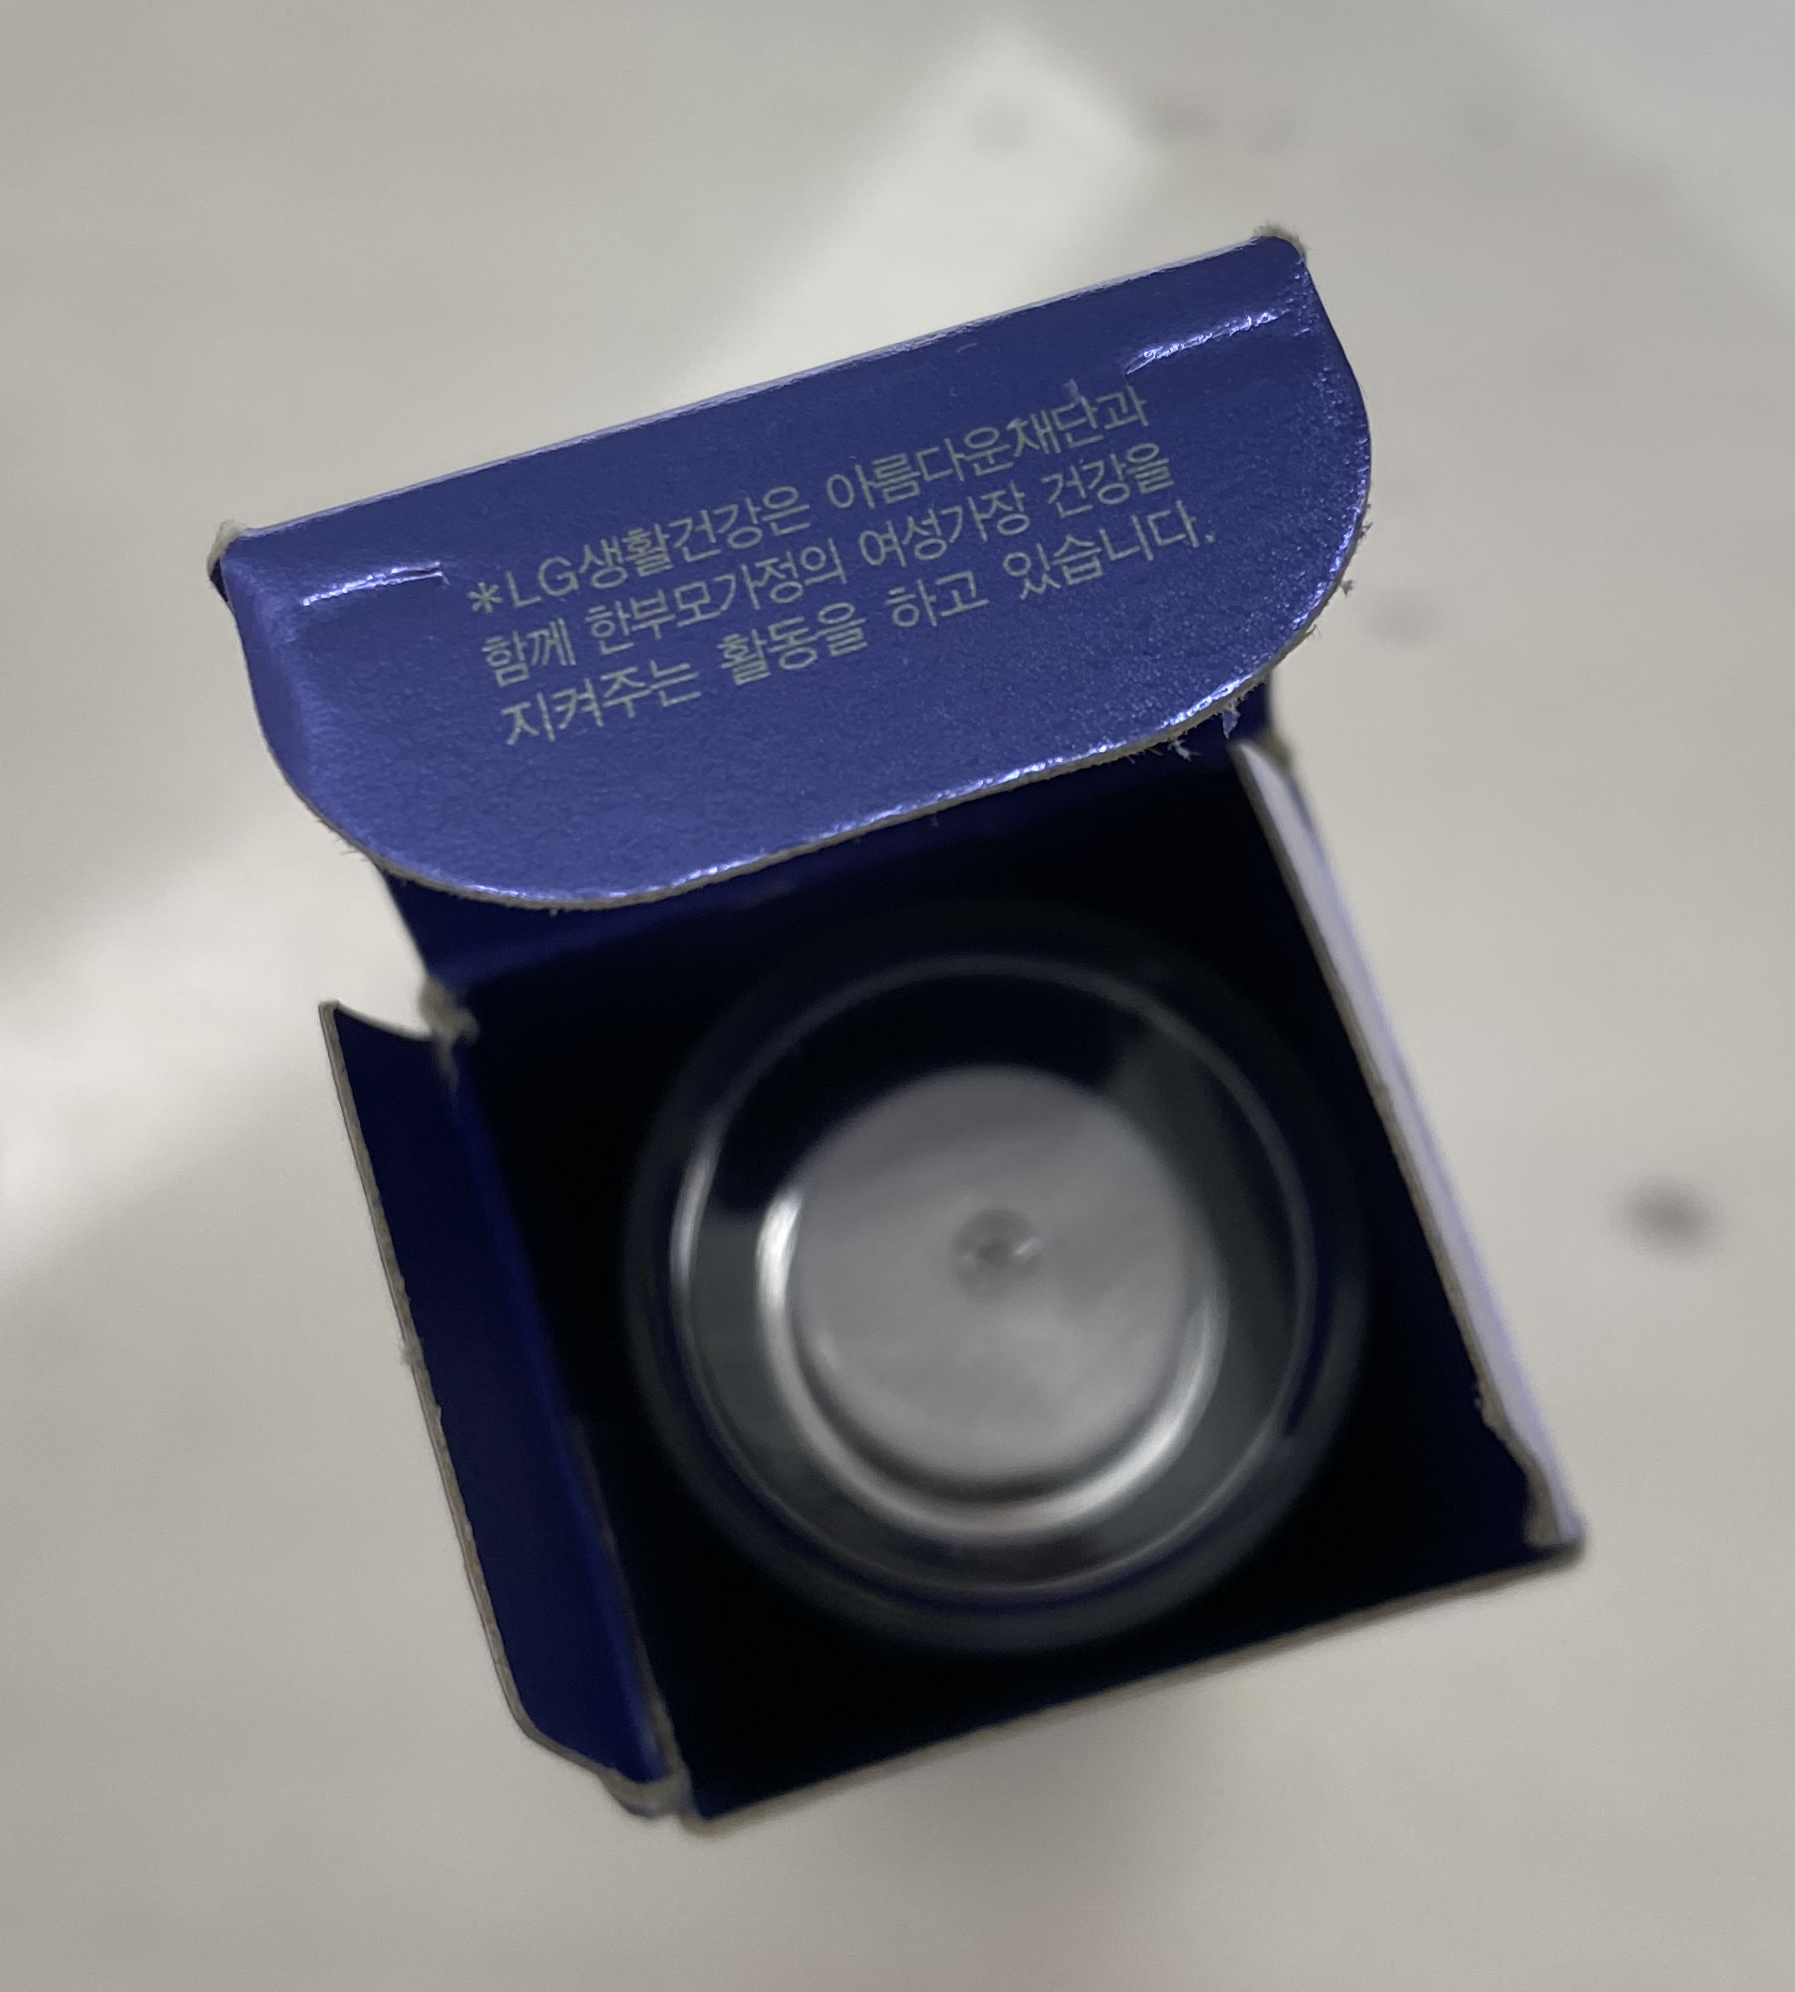 *LG생활건강은 아름다운재단과
함께 한부모가정의 여성가장 건강을
지켜주는 활동을 하고 있습니다.